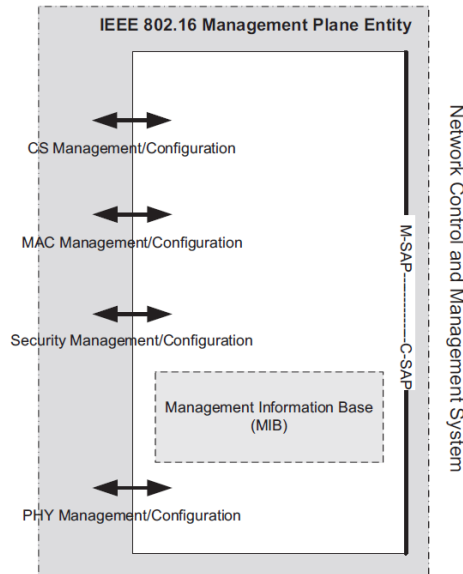 IEEE 802.16 Management Plane Entity
CS Management/Configuration
MAC Management/Configuration
Security Management/Configuration
Management Information Base
(MIB)
PHY Management/Configuration
M-SAP------------C-SAP
Network Control and Management System